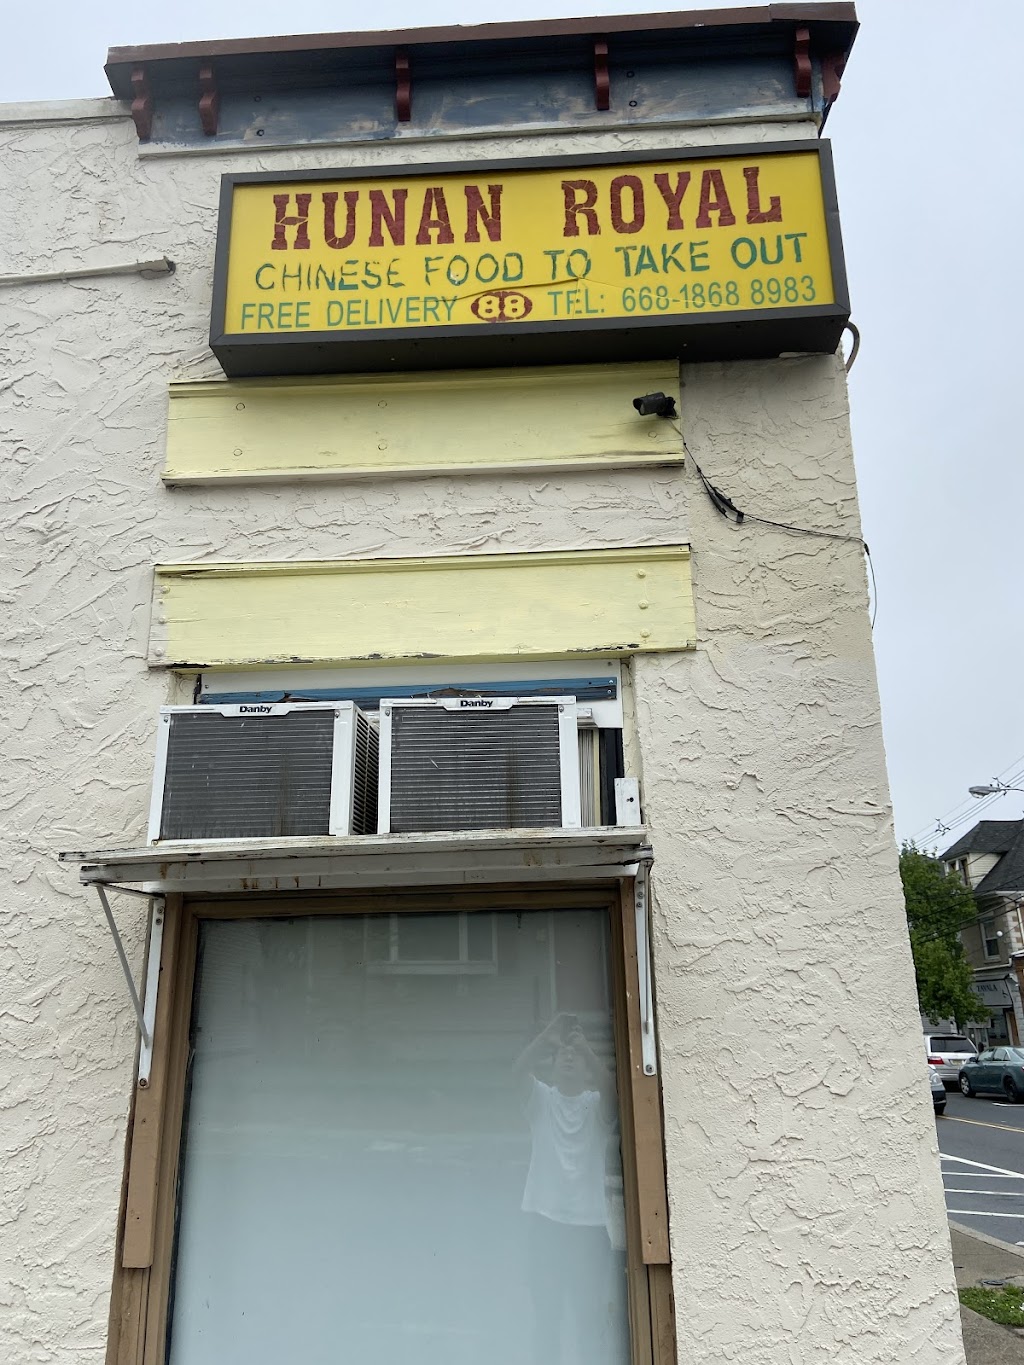 HUNAN ROYAL
CHINESE FOOD TO TAKE OUT
FREE DELIVERY 88 TEL: 668-1868 8983
Danby
Danby